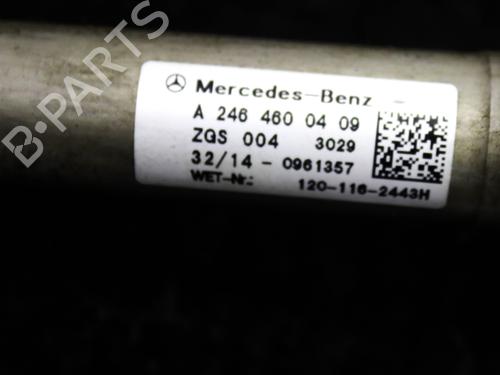 Mercedes-Benz -
A 246 460 04 09
ZGS 004 3029
32/14 - 0961357
WET-Nr.: 120-116-2443H
B-Parts